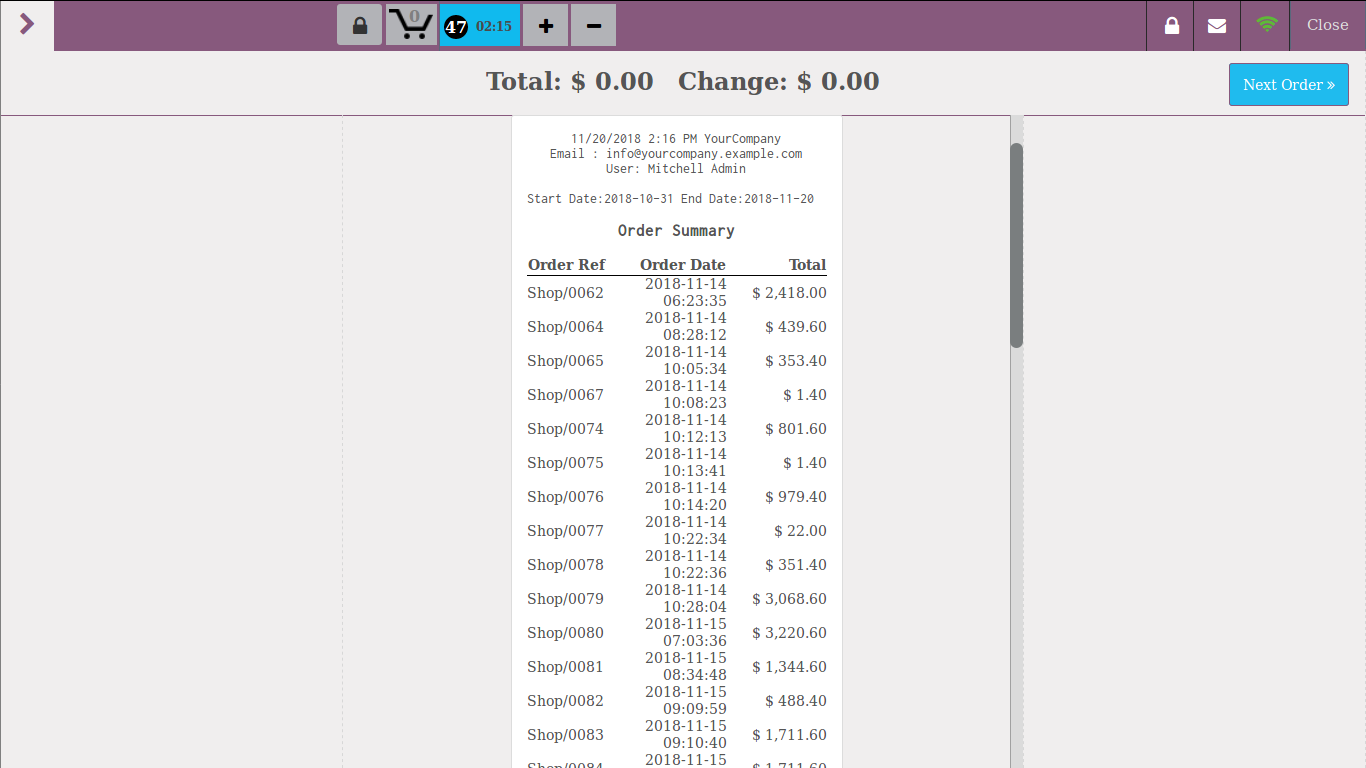 0
47 02:15
Close
Total: $ 0.00 Change: $ 0.00
Next Order »
11/20/2018 2:16 PM YourCompany
Email : info@yourcompany.example.com
User: Mitchell Admin
Start Date:2018-10-31 End Date:2018-11-20
Order Summary
Order Ref Order Date Total
Shop/0062 2018-11-14 06:23:35 $ 2,418.00
Shop/0064 2018-11-14 08:28:12 $ 439.60
Shop/0065 2018-11-14 10:05:34 $ 353.40
Shop/0067 2018-11-14 10:08:23 $ 1.40
Shop/0074 2018-11-14 10:12:13 $ 801.60
Shop/0075 2018-11-14 10:13:41 $ 1.40
Shop/0076 2018-11-14 10:14:20 $ 979.40
Shop/0077 2018-11-14 10:22:34 $ 22.00
Shop/0078 2018-11-14 10:22:36 $ 351.40
Shop/0079 2018-11-14 10:28:04 $ 3,068.60
Shop/0080 2018-11-15 07:03:36 $ 3,220.60
Shop/0081 2018-11-15 08:34:48 $ 1,344.60
Shop/0082 2018-11-15 09:09:59 $ 488.40
Shop/0083 2018-11-15 09:10:40 $ 1,711.60
Shop/0084 2018-11-15 $ 1,711.60